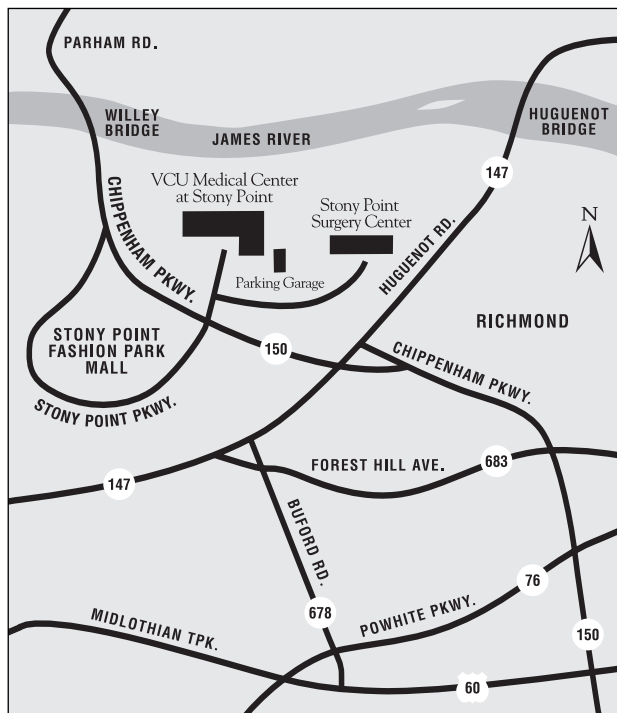 PARHAM RD.
WILLEY
BRIDGE
JAMES RIVER
HUGUENOT
BRIDGE
147
VCU Medical Center
at Stony Point
Stony Point
Surgery Center
Parking Garage
CHIPPENHAM PKWY.
HUGUENOT RD.
N
RICHMOND
STONY POINT
FASHION PARK
MALL
150
CHIPPENHAM PKWY.
STONY POINT PKWY.
147
FOREST HILL AVE.
683
BUFORD RD.
76
678
POWHITE PKWY.
MIDLOTHIAN TPK.
150
60